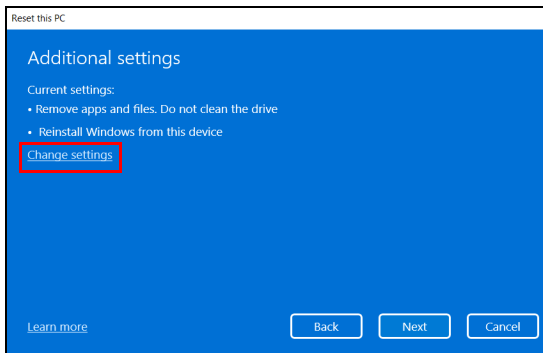 Reset this PC
Additional settings
Current settings:
• Remove apps and files. Do not clean the drive
• Reinstall Windows from this device
Change settings
Learn more
Back
Next
Cancel